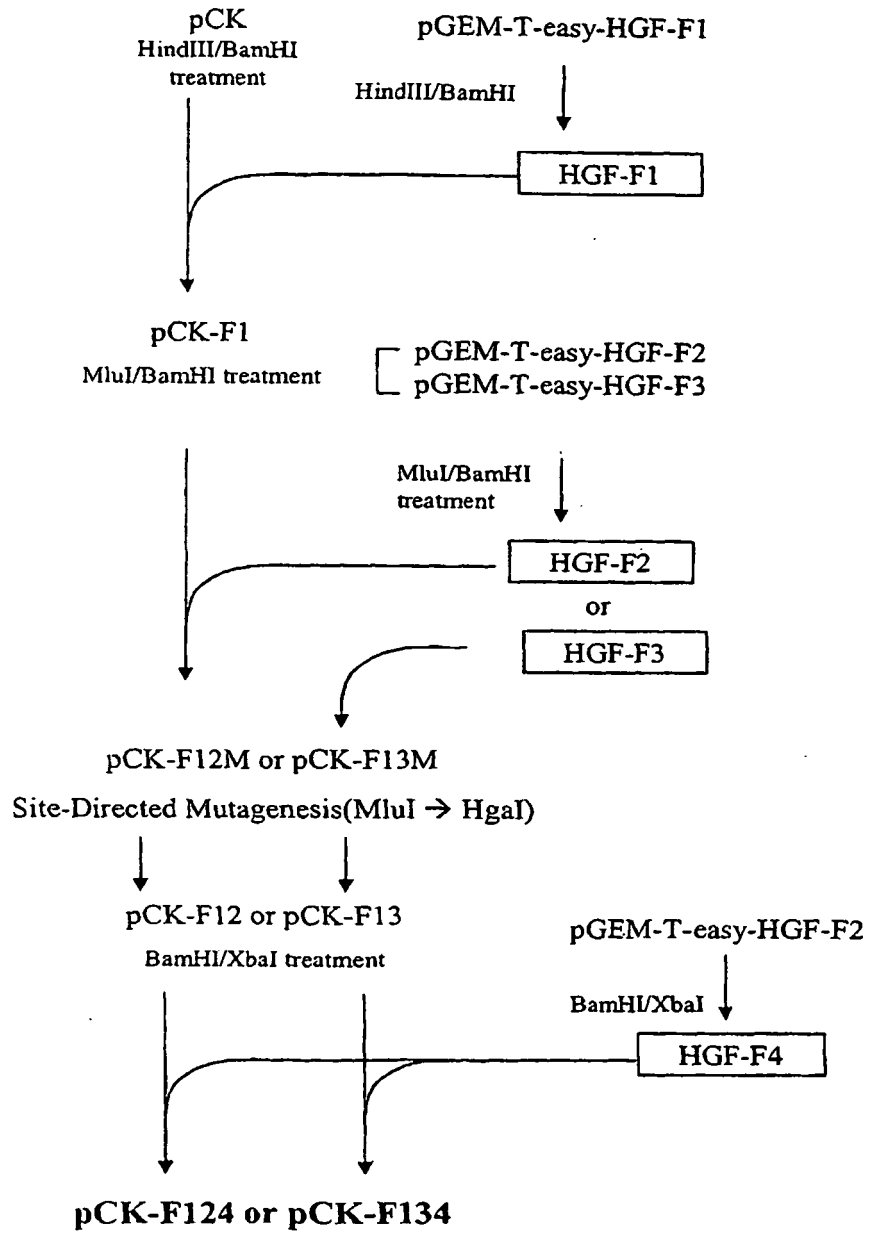 pCK
HindIII/BamHI
treatment
pGEM-T-easy-HGF-F1
HindIII/BamHI
HGF-F1
pCK-F1
MluI/BamHI treatment
pGEM-T-easy-HGF-F2
pGEM-T-easy-HGF-F3
MluI/BamHI
treatment
HGF-F2
or
HGF-F3
pCK-F12M or pCK-F13M
Site-Directed Mutagenesis(MluI → HgaI)
pCK-F12 or pCK-F13
BamHI/XbaI treatment
pGEM-T-easy-HGF-F2
BamHI/XbaI
HGF-F4
pCK-F124 or pCK-F134